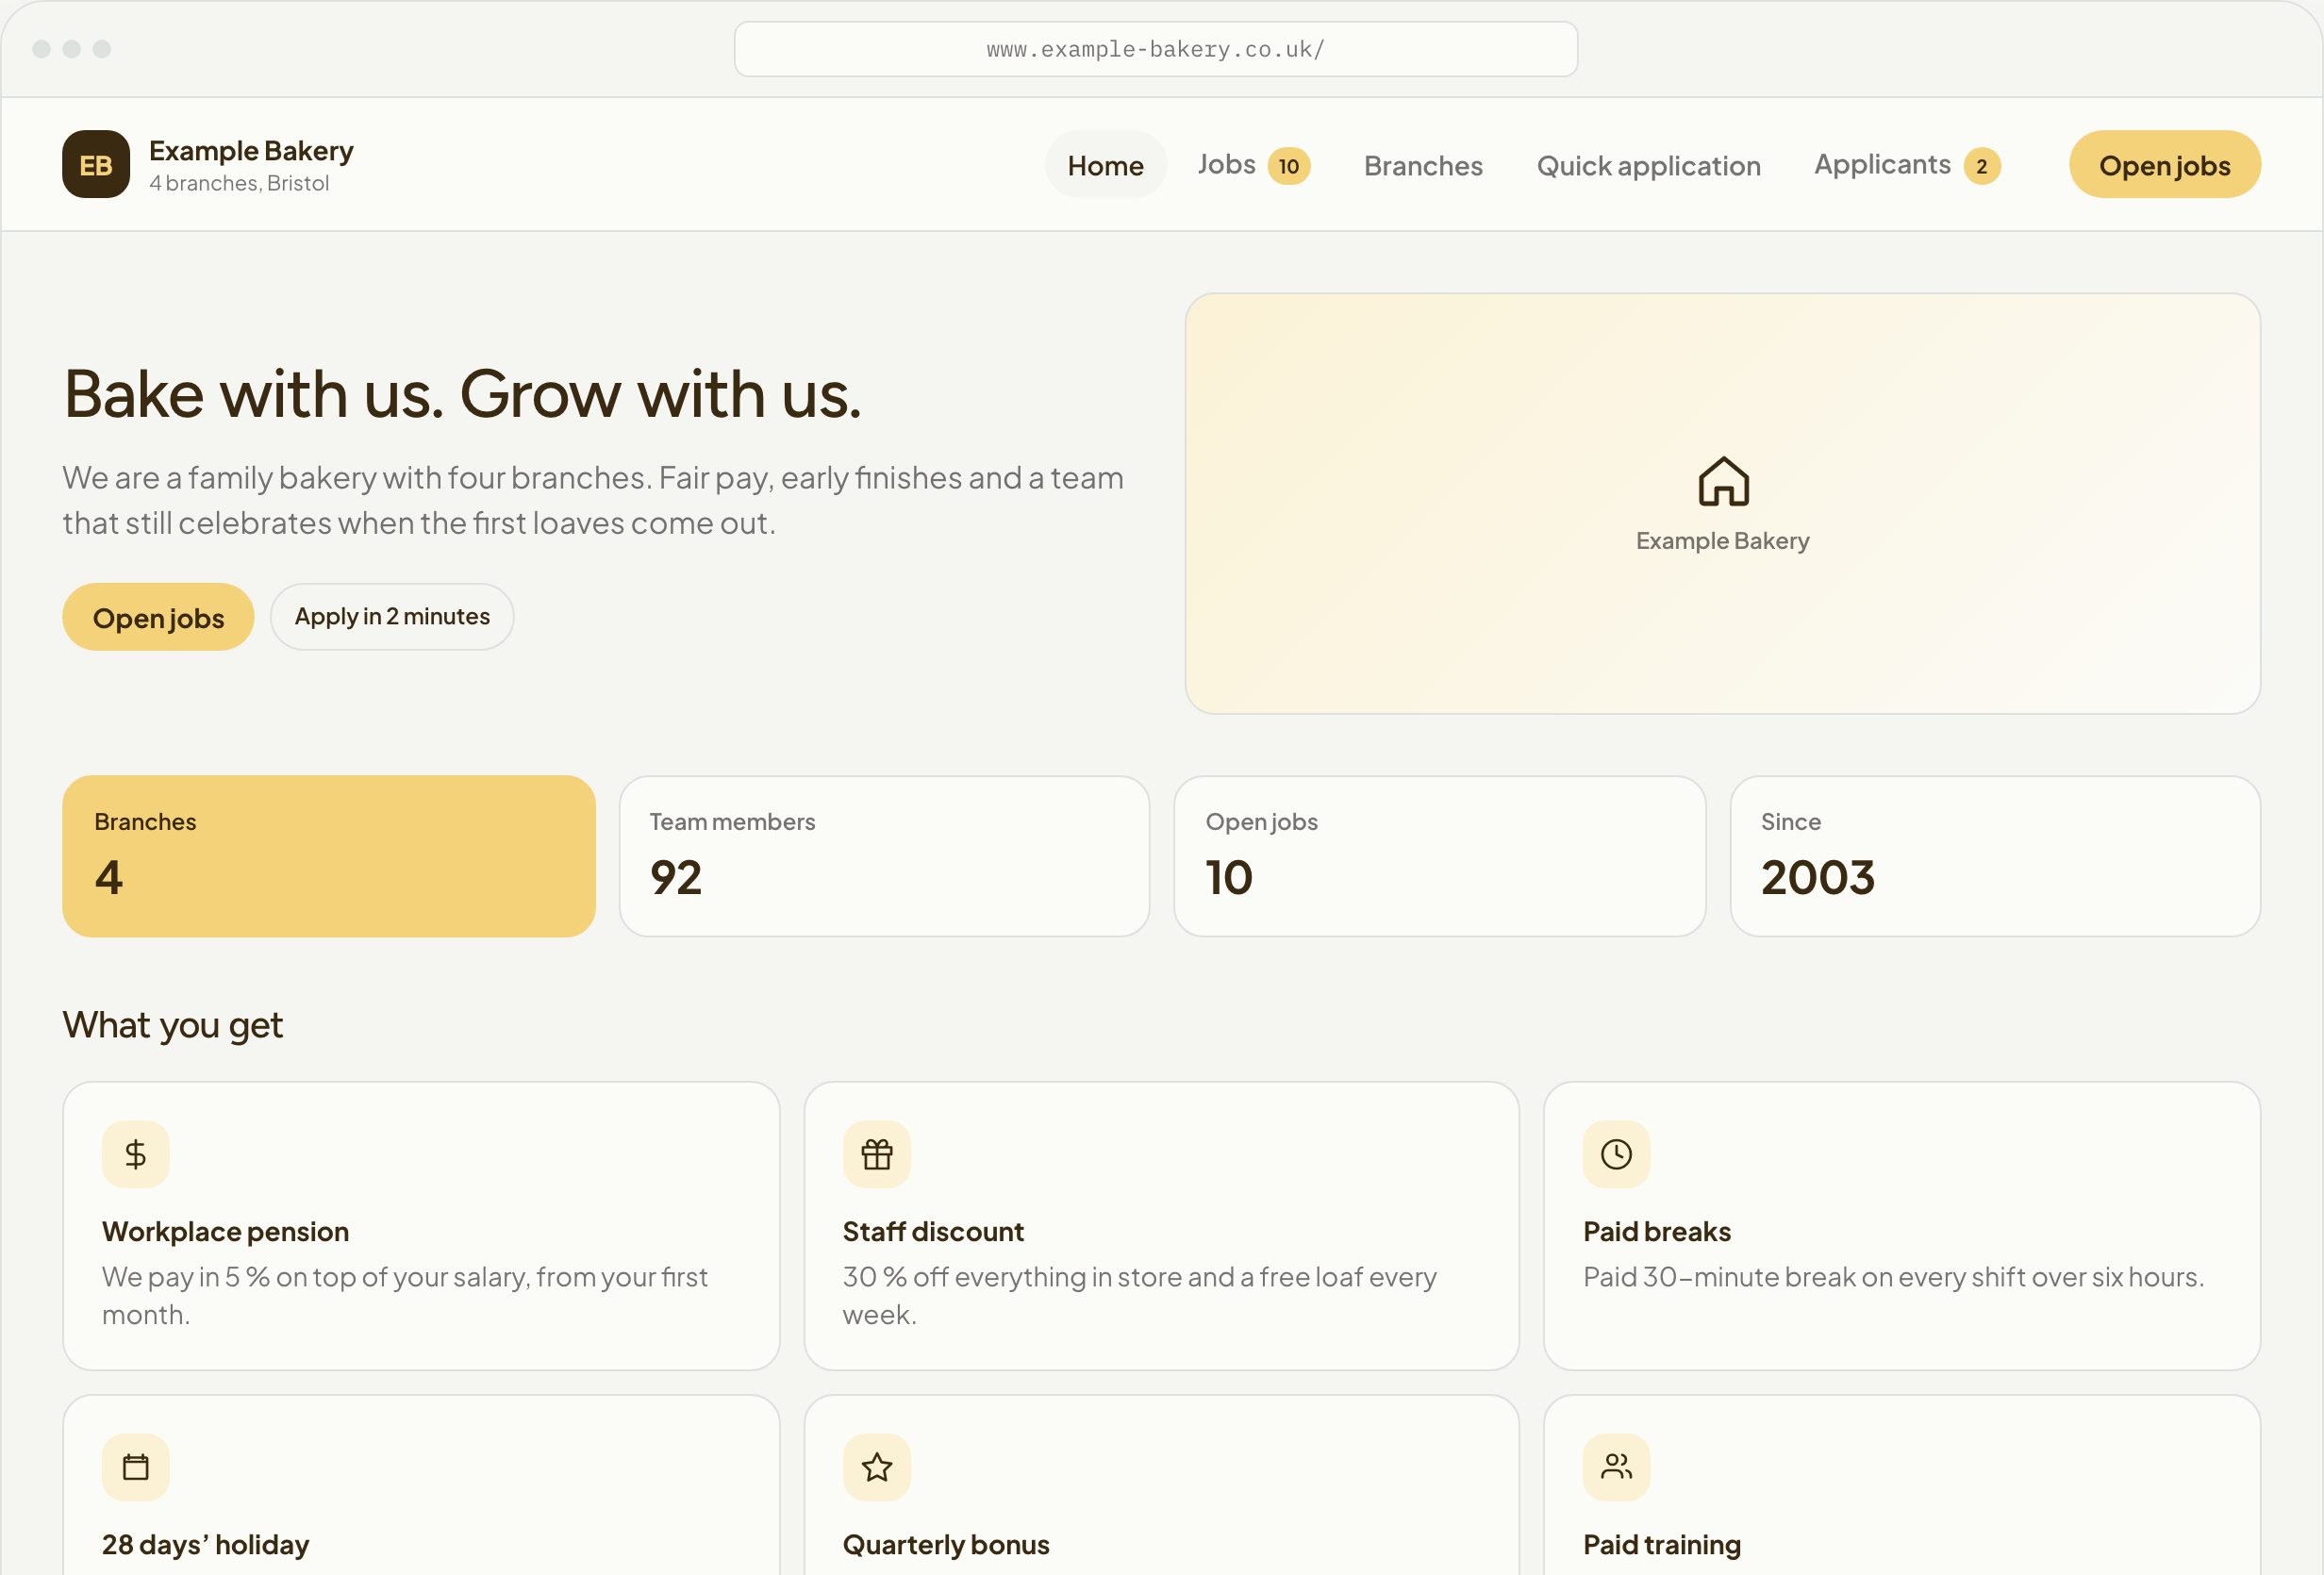 www.example-bakery.co.uk/
EB
Example Bakery
4 branches, Bristol
Home
Jobs 10
Branches
Quick application
Applicants 2
Open jobs
Bake with us. Grow with us.
We are a family bakery with four branches. Fair pay, early finishes and a team
that still celebrates when the first loaves come out.
Open jobs
Apply in 2 minutes
Example Bakery
Branches
4
Team members
92
Open jobs
10
Since
2003
What you get
Workplace pension
We pay in 5 % on top of your salary, from your first
month.
Staff discount
30 % off everything in store and a free loaf every
week.
Paid breaks
Paid 30–minute break on every shift over six hours.
28 days’ holiday
Quarterly bonus
Paid training